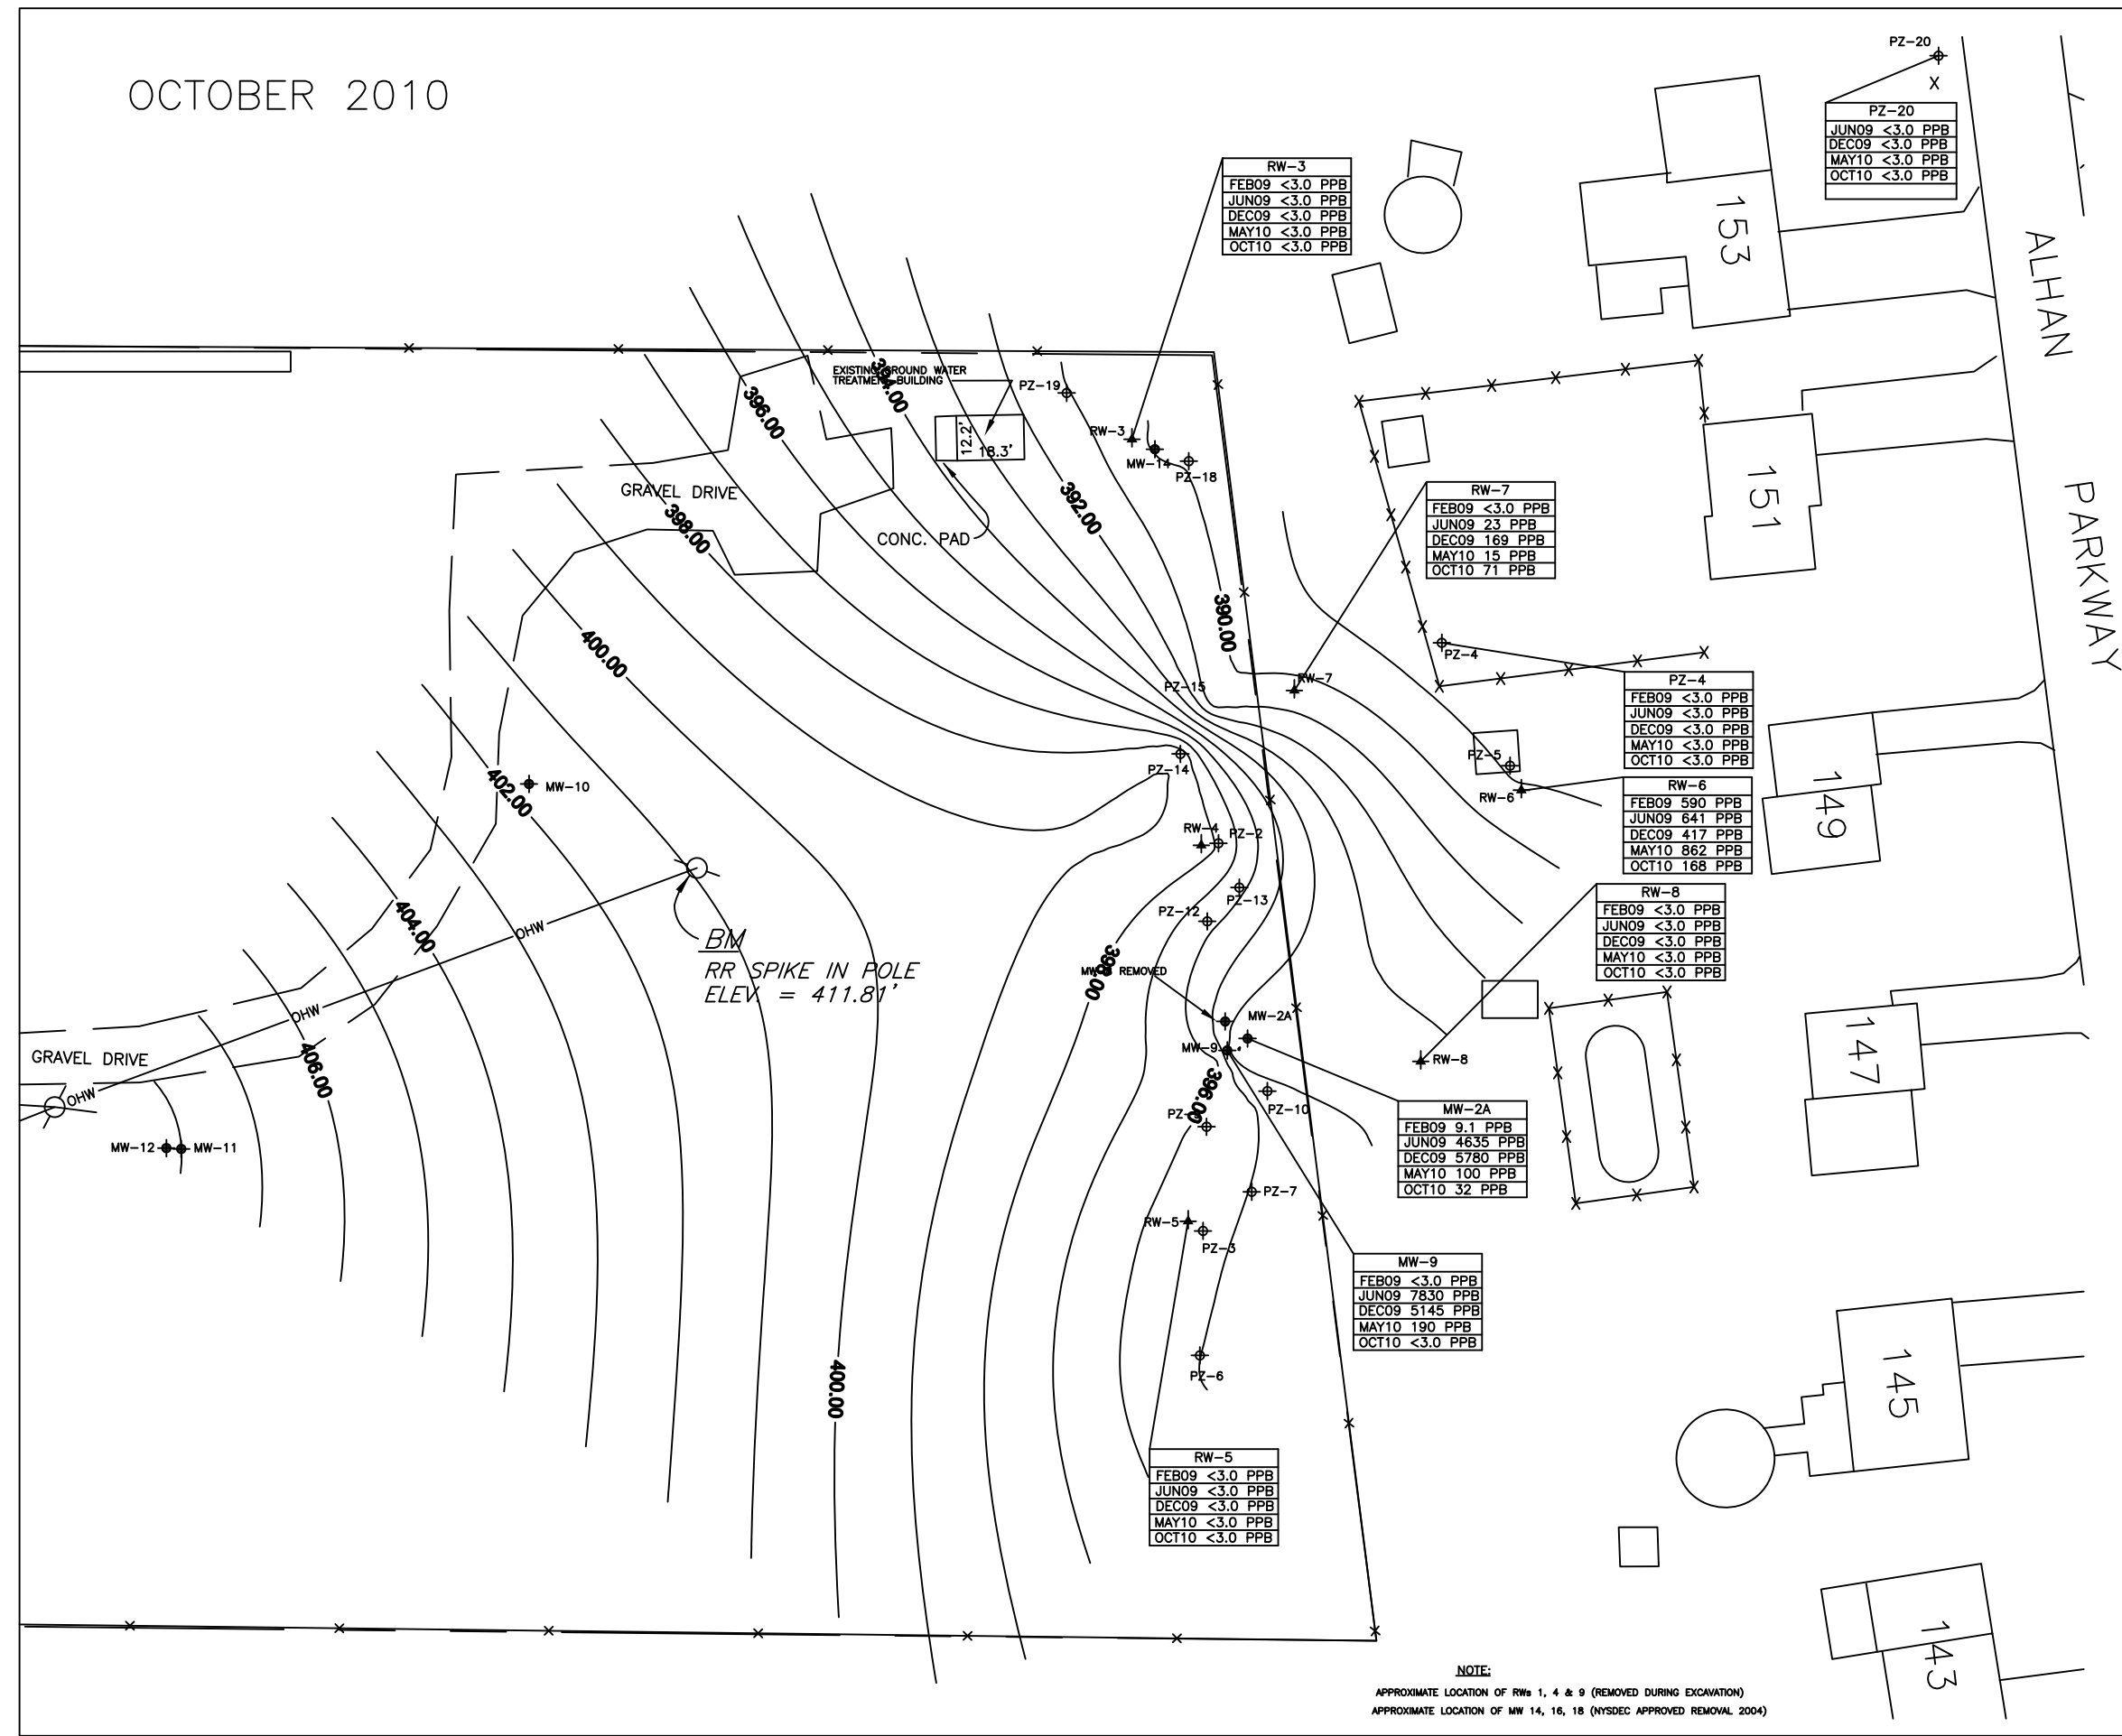 OCTOBER 2010
PZ-20
PZ-20
JUN09 <3.0 PPB
DEC09 <3.0 PPB
MAY10 <3.0 PPB
OCT10 <3.0 PPB
RW-3
FEB09 <3.0 PPB
JUN09 <3.0 PPB
DEC09 <3.0 PPB
MAY10 <3.0 PPB
OCT10 <3.0 PPB
153
ALHAN
PARKWAY
EXISTING GROUND WATER
TREATMENT BUILDING
394.00
396.00
PZ-19
RW-3
MW-14
PZ-18
12.2'
18.3'
GRAVEL DRIVE
CONC. PAD
392.00
398.00
RW-7
FEB09 <3.0 PPB
JUN09 23 PPB
DEC09 169 PPB
MAY10 15 PPB
OCT10 71 PPB
151
390.00
400.00
PZ-4
PZ-15
RW-7
PZ-4
FEB09 <3.0 PPB
JUN09 <3.0 PPB
DEC09 <3.0 PPB
MAY10 <3.0 PPB
OCT10 <3.0 PPB
PZ-5
PZ-14
402.00
MW-10
RW-6
RW-6
FEB09 590 PPB
JUN09 641 PPB
DEC09 417 PPB
MAY10 862 PPB
OCT10 168 PPB
149
RW-4
PZ-2
PZ-13
PZ-12
RW-8
FEB09 <3.0 PPB
JUN09 <3.0 PPB
DEC09 <3.0 PPB
MAY10 <3.0 PPB
OCT10 <3.0 PPB
404.00
OHW
BM
RR SPIKE IN POLE
ELEV. = 411.81'
REMOVED
OHW
MW-2A
MW-9
RW-8
147
GRAVEL DRIVE
406.00
OHW
396.00
PZ-10
MW-2A
FEB09 9.1 PPB
JUN09 4635 PPB
DEC09 5780 PPB
MAY10 100 PPB
OCT10 32 PPB
MW-12
MW-11
PZ-7
RW-5
PZ-3
MW-9
FEB09 <3.0 PPB
JUN09 7830 PPB
DEC09 5145 PPB
MAY10 190 PPB
OCT10 <3.0 PPB
PZ-6
400.00
145
RW-5
FEB09 <3.0 PPB
JUN09 <3.0 PPB
DEC09 <3.0 PPB
MAY10 <3.0 PPB
OCT10 <3.0 PPB
143
NOTE:
APPROXIMATE LOCATION OF RWs 1, 4 & 9 (REMOVED DURING EXCAVATION)
APPROXIMATE LOCATION OF MW 14, 16, 18 (NYSDEC APPROVED REMOVAL 2004)